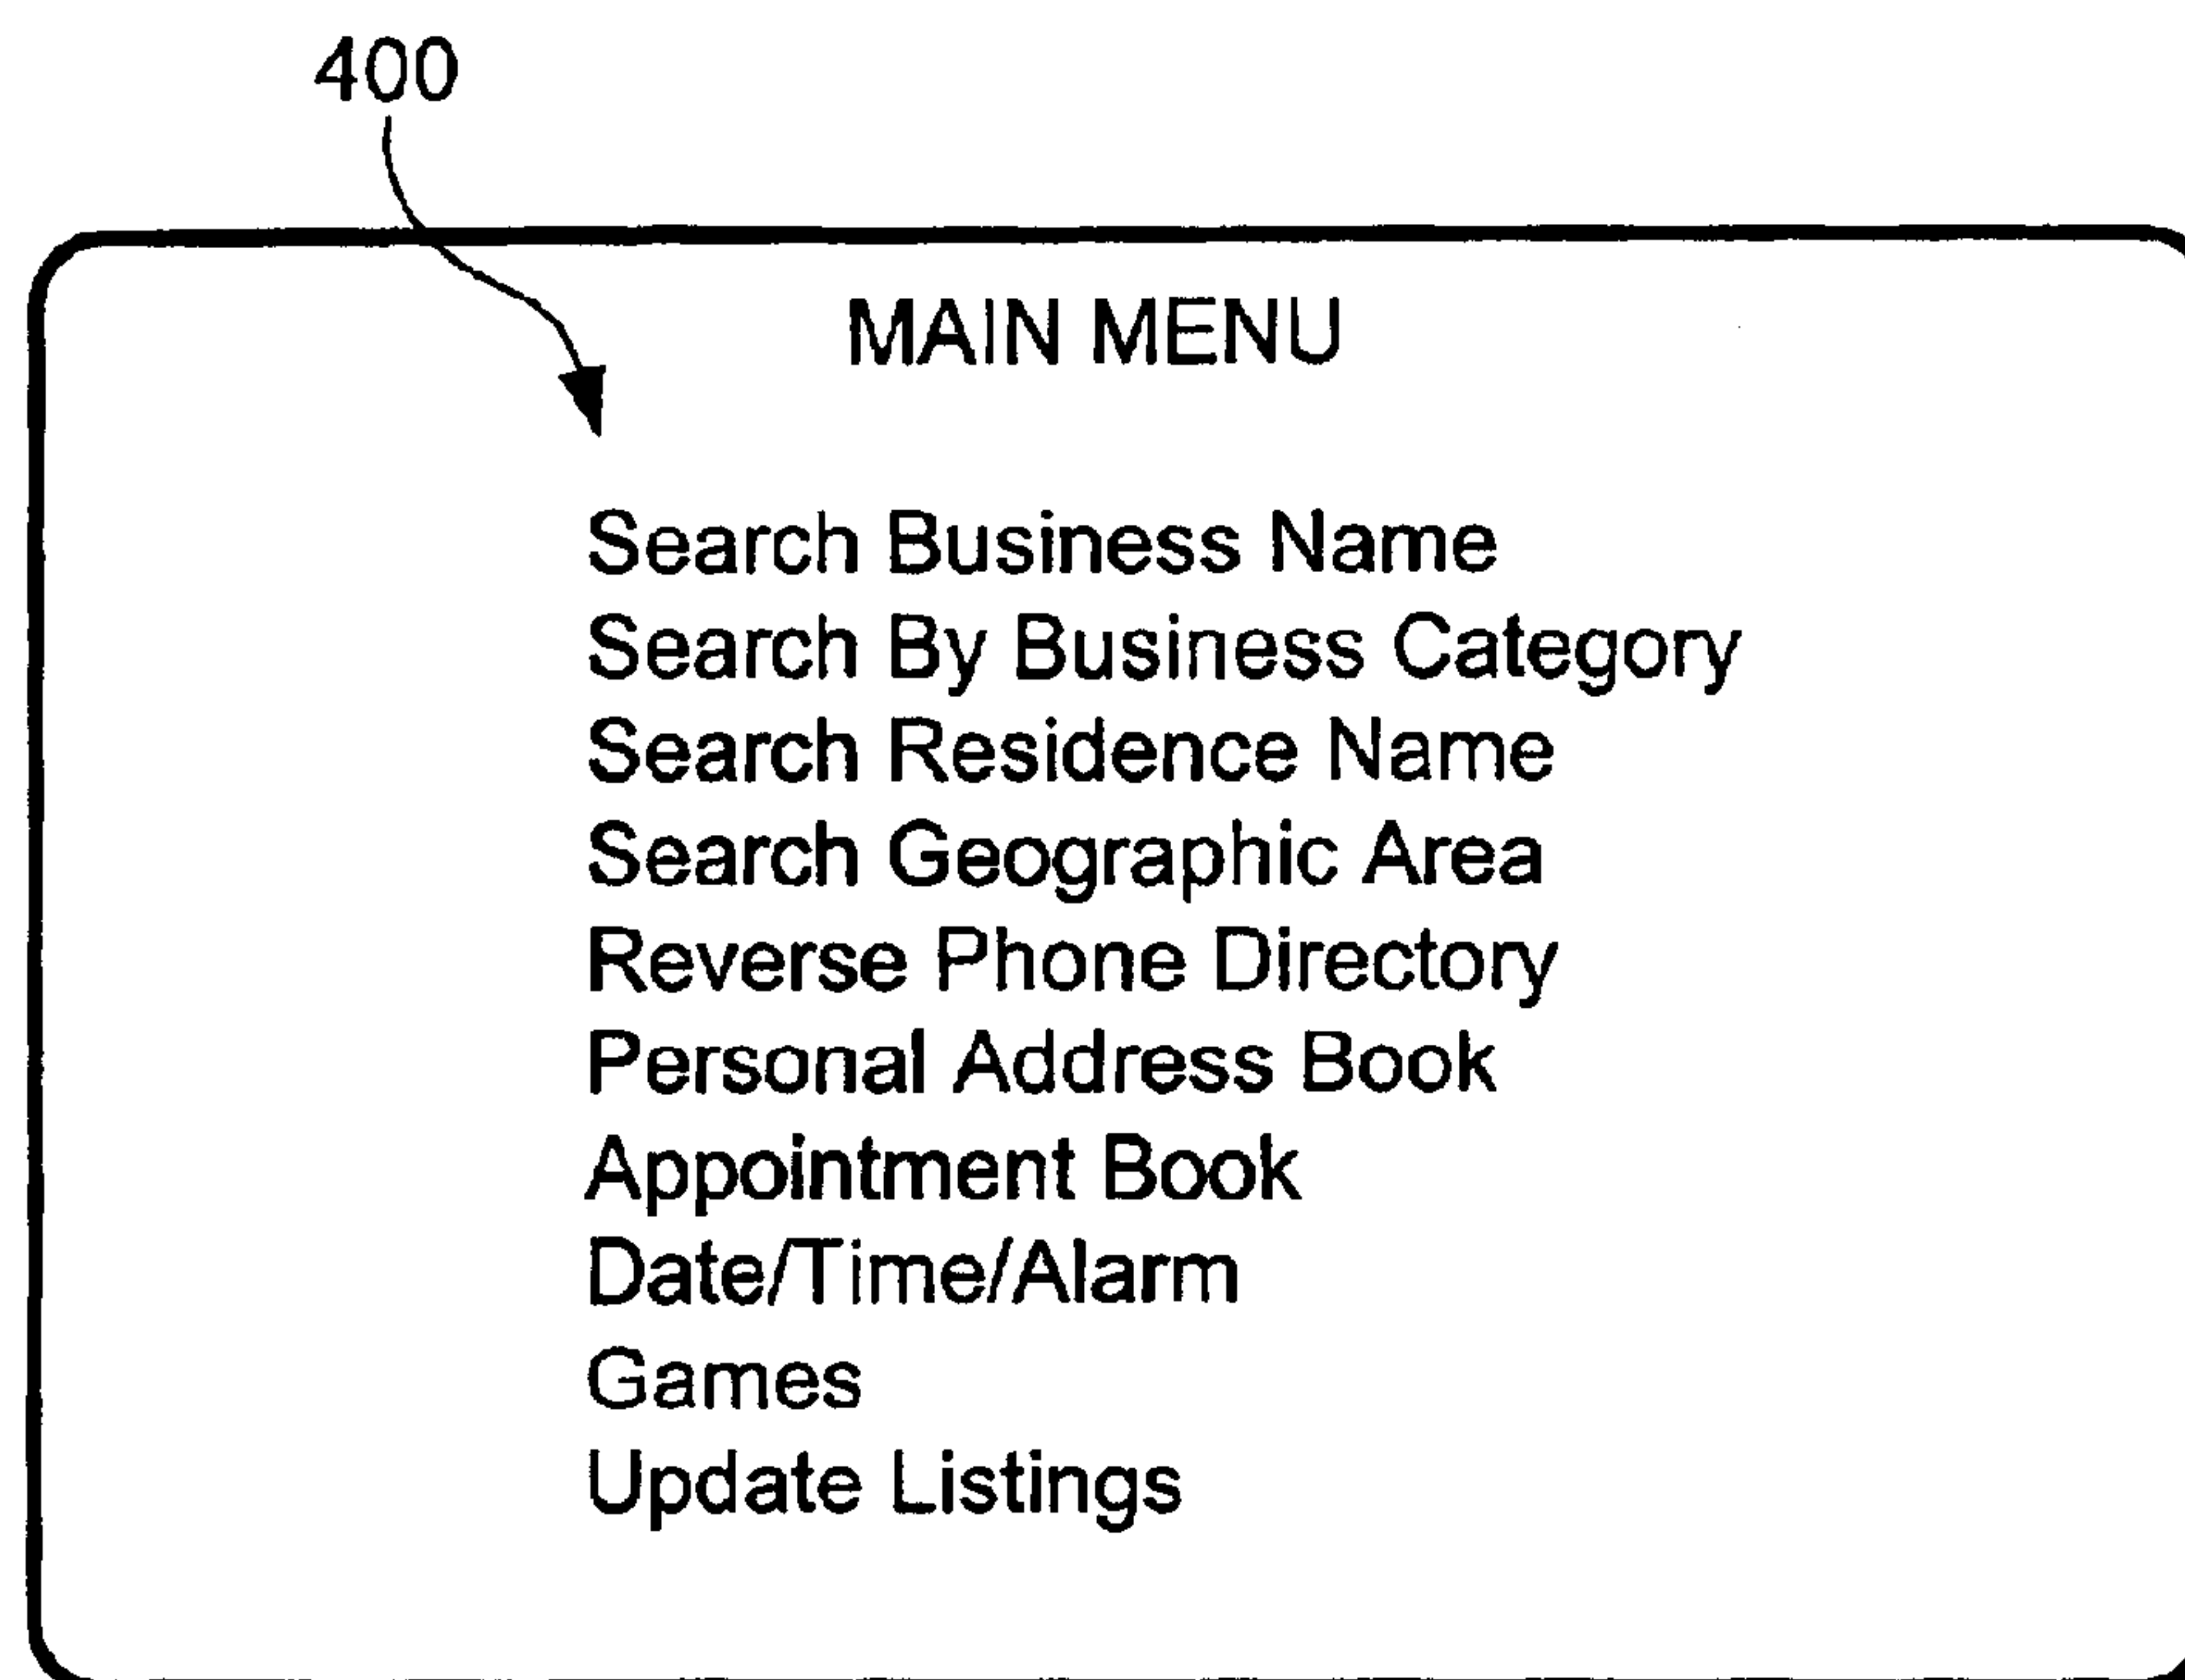 400
MAIN MENU
Search Business Name
Search By Business Category
Search Residence Name
Search Geographic Area
Reverse Phone Directory
Personal Address Book
Appointment Book
Date/Time/Alarm
Games
Update Listings